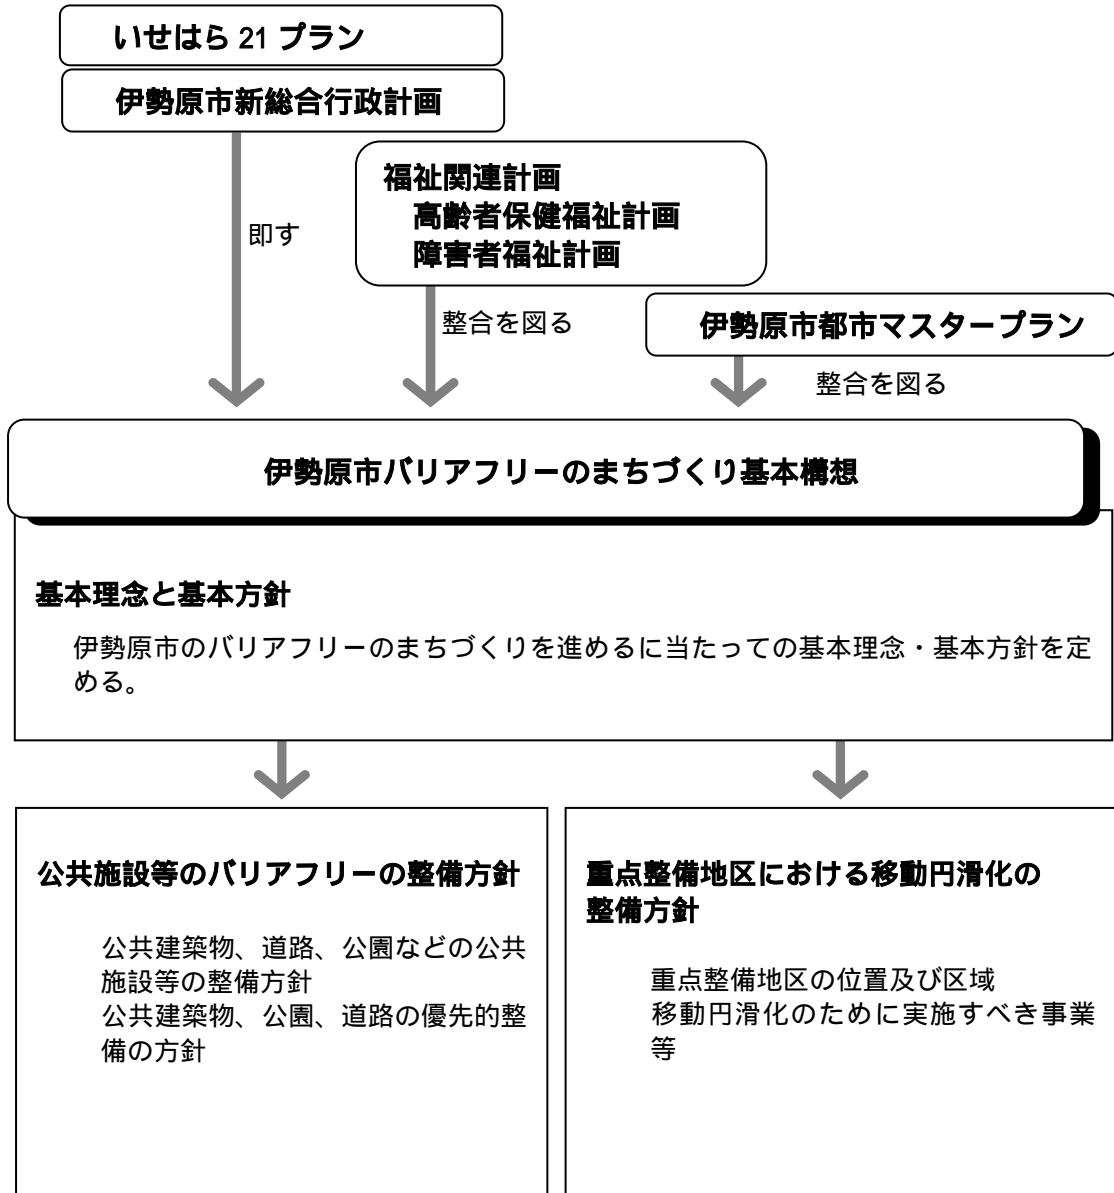 いせはら 21 プラン
伊勢原市新総合行政計画
即す
福祉関連計画
高齢者保健福祉計画
障害者福祉計画
整合を図る
伊勢原市都市マスタープラン
整合を図る
伊勢原市バリアフリーのまちづくり基本構想
基本理念と基本方針
伊勢原市のバリアフリーのまちづくりを進めるに当たっての基本理念・基本方針を定
める。
公共施設等のバリアフリーの整備方針
公共建築物、道路、公園などの公共
施設等の整備方針
公共建築物、公園、道路の優先的整
備の方針
重点整備地区における移動円滑化の
整備方針
重点整備地区の位置及び区域
移動円滑化のために実施すべき事業
等